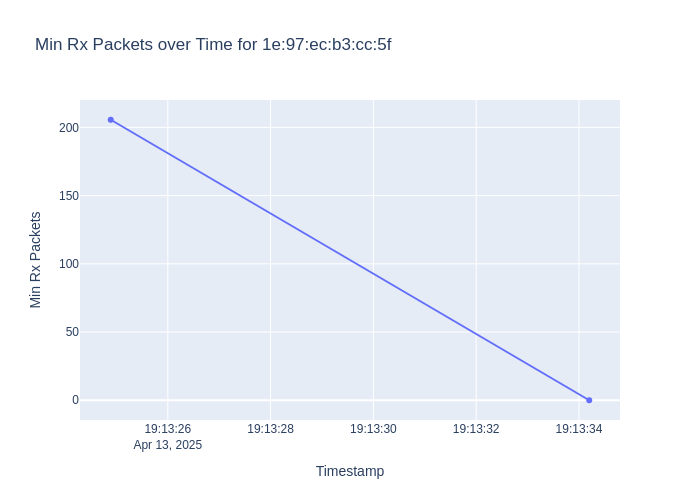 Min Rx Packets over Time for 1e:97:ec:b3:cc:5f
200
150
100
50
0
Min Rx Packets
19:13:26 19:13:28 19:13:30 19:13:32 19:13:34
Apr 13, 2025
Timestamp